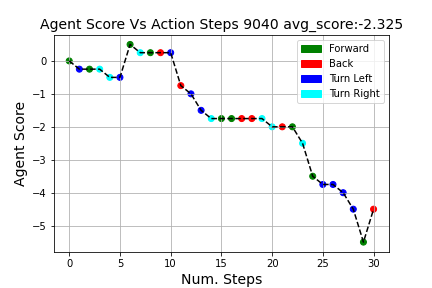 Agent Score Vs Action Steps 9040 avg_score:-2.325
Forward
Back
Turn Left
Turn Right
Agent Score
0
−1
−2
−3
−4
−5
0 5 10 15 20 25 30
Num. Steps